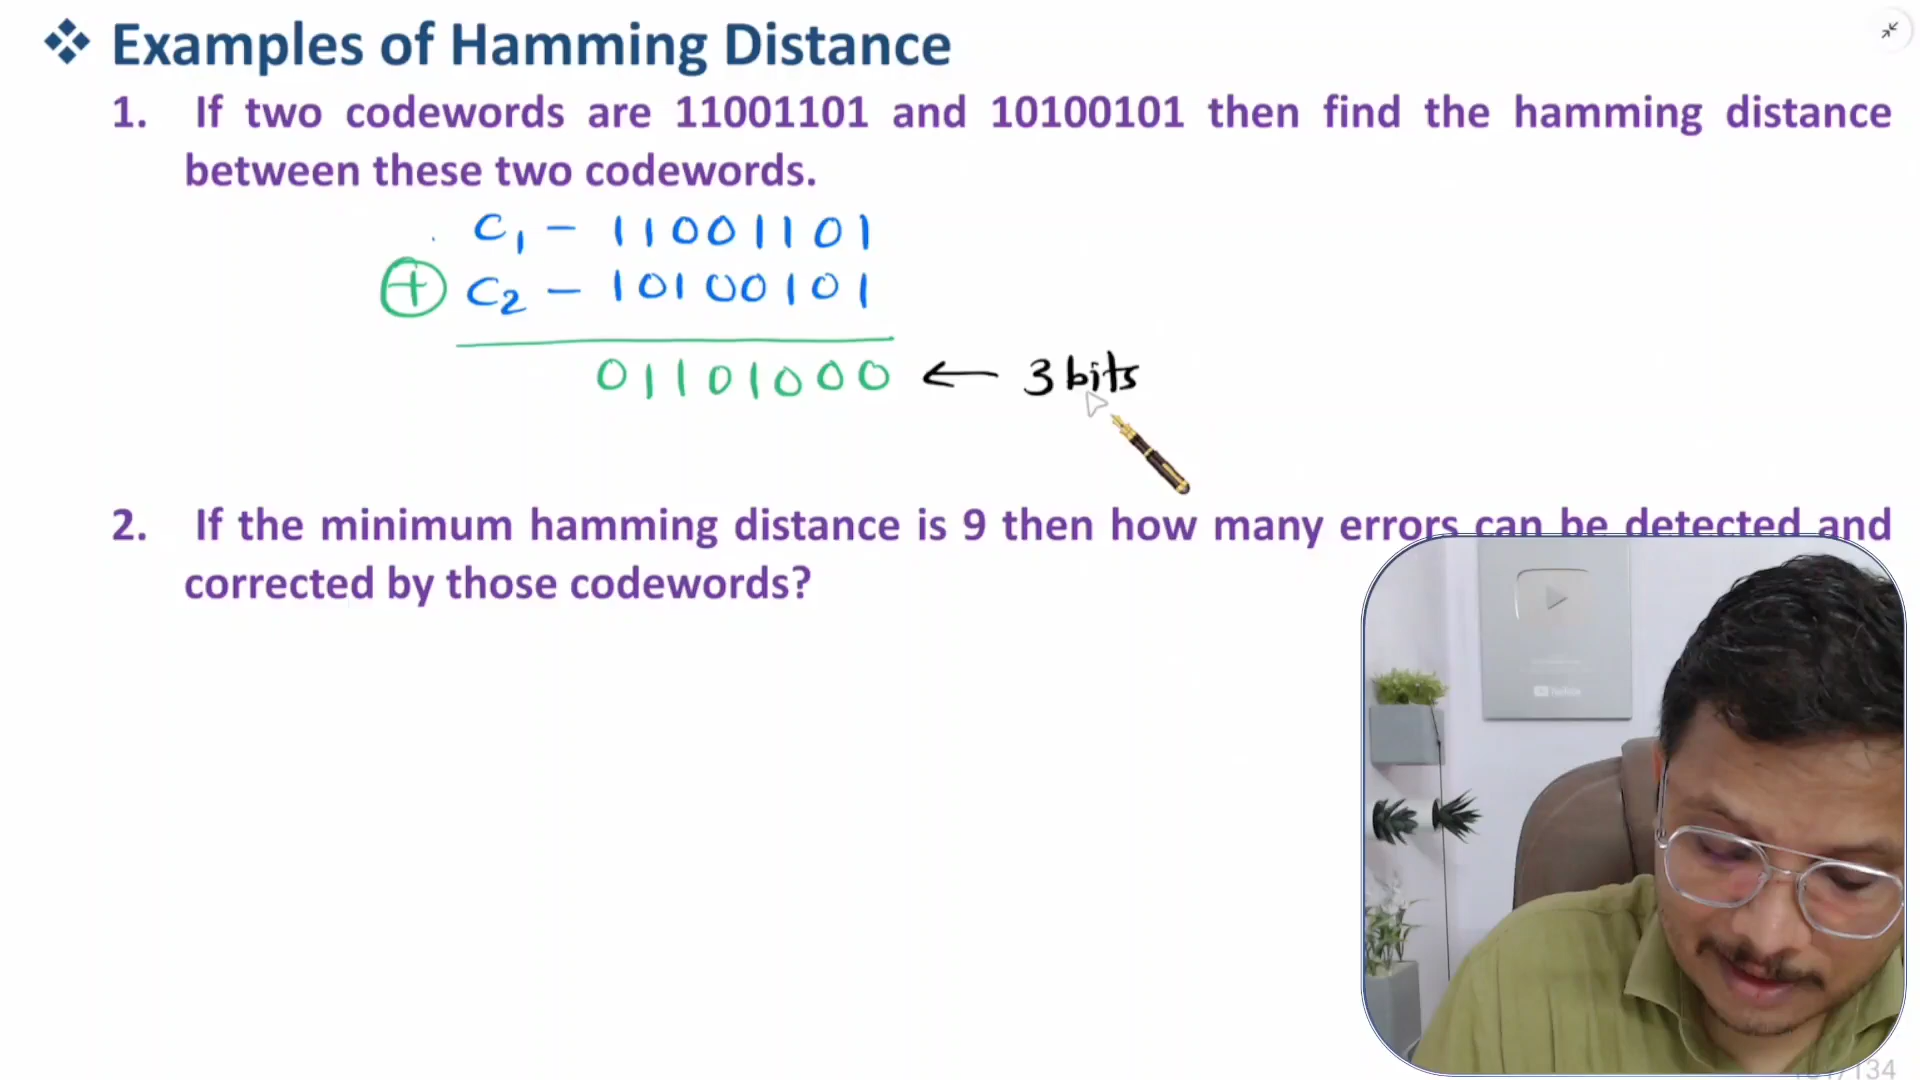 ❖ Examples of Hamming Distance
1. If two codewords are 11001101 and 10100101 then find the hamming distance
between these two codewords.
C1 - 11001101
⊕ C2 - 10100101
01101000 ← 3 bits
2. If the minimum hamming distance is 9 then how many errors can be detected and
corrected by those codewords?
YouTube
134